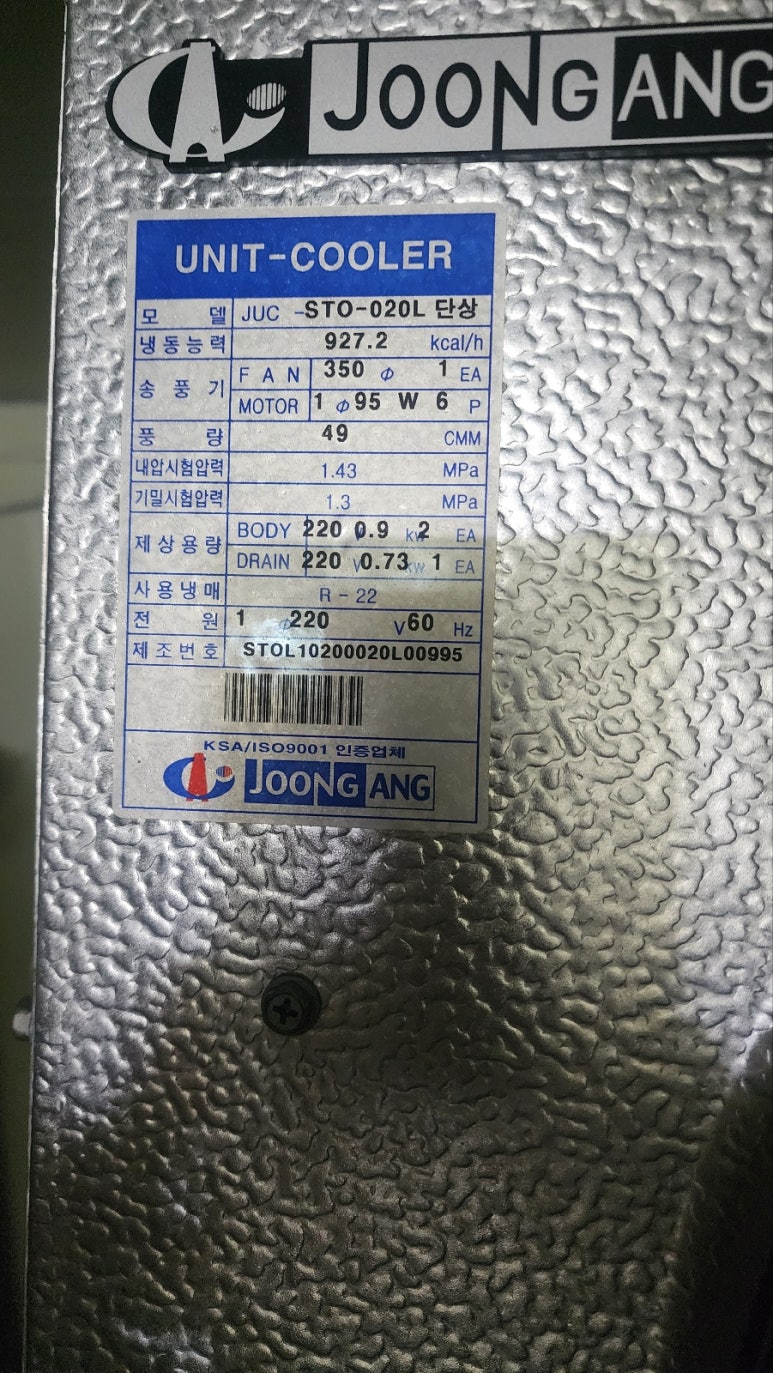 JOONGANG
UNIT-COOLER
모 델 JUC -STO-020L 단상
냉동능력 927.2 kcal/h
송풍기 FAN 350 ϕ 1 EA
MOTOR 1 ϕ 95 W 6 P
풍 량 49 CMM
내압시험압력 1.43 MPa
기밀시험압력 1.3 MPa
제상용량 BODY 220 0.9 kw 2 EA
DRAIN 220 V 0.73 kw 1 EA
사용냉매 R - 22
전 원 1 ϕ 220 V 60 Hz
제조번호 STOL10200020L00995
KSA/ISO9001 인증업체
JOONG ANG